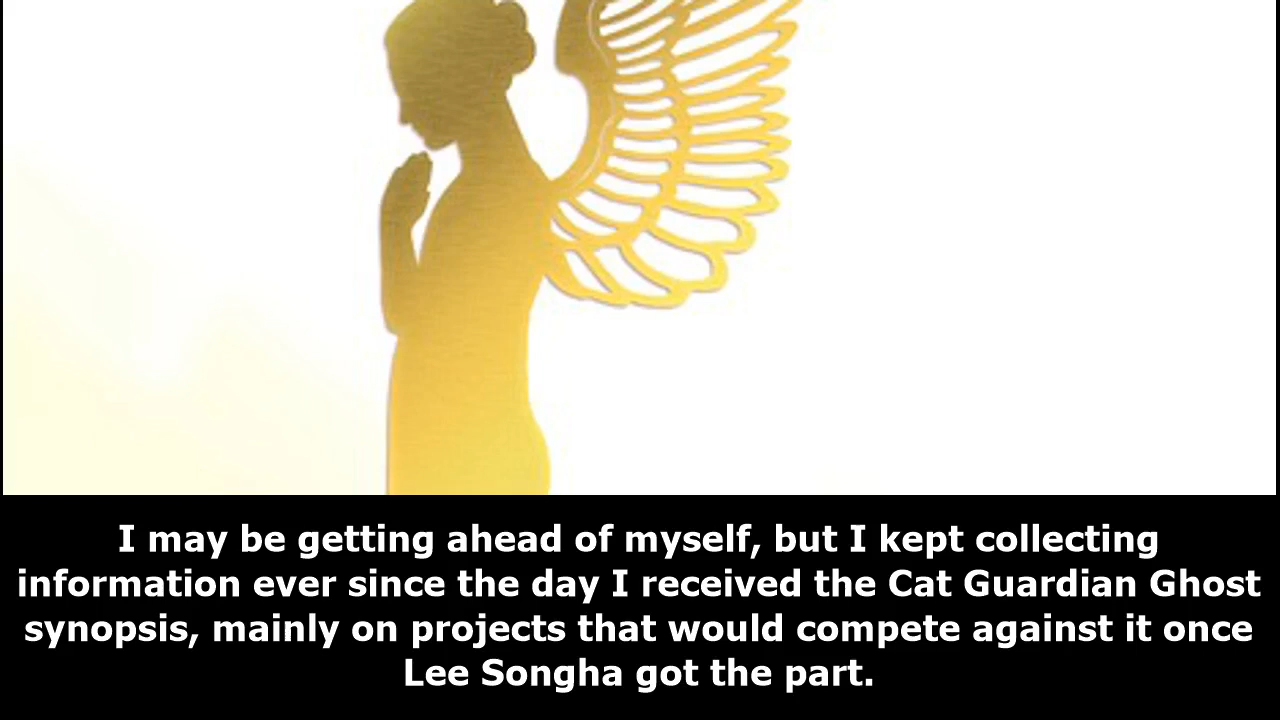 I may be getting ahead of myself, but I kept collecting
information ever since the day I received the Cat Guardian Ghost
synopsis, mainly on projects that would compete against it once
Lee Songha got the part.